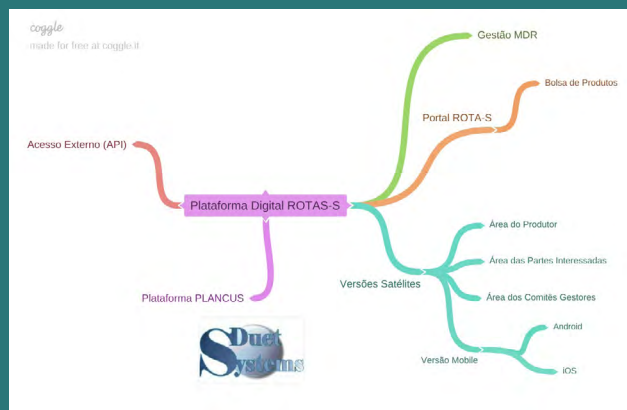 coggle
made for free at coggle.it
Gestão MDR
Bolsa de Produtos
Portal ROTA-S
Acesso Externo (API)
Plataforma Digital ROTAS-S
Área do Produtor
Área das Partes Interessadas
Versões Satélites
Área dos Comitês Gestores
Plataforma PLANCUS
Android
Versão Mobile
iOS
Duet
Systems